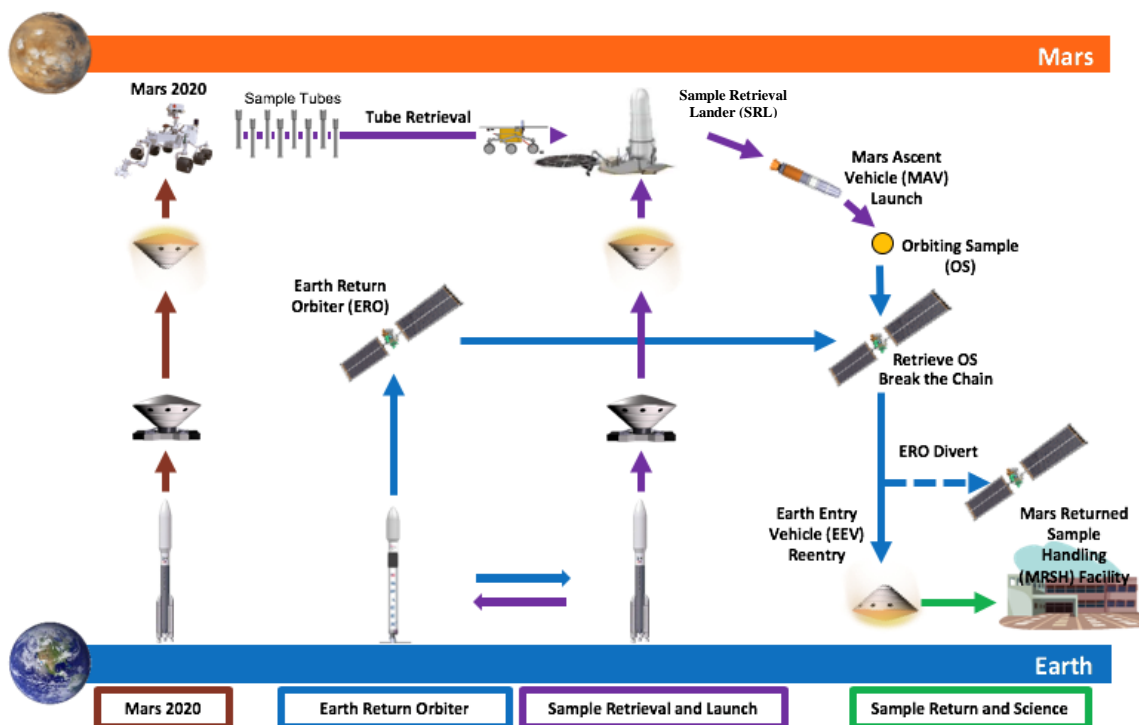 Mars
Mars 2020
Sample Tubes
Tube Retrieval
Sample Retrieval
Lander (SRL)
Mars Ascent
Vehicle (MAV)
Launch
Orbiting Sample
(OS)
Earth Return
Orbiter (ERO)
Retrieve OS
Break the Chain
ERO Divert
Earth Entry
Vehicle (EEV)
Reentry
Mars Returned
Sample
Handling
(MRSH) Facility
Earth
Mars 2020
Earth Return Orbiter
Sample Retrieval and Launch
Sample Return and Science